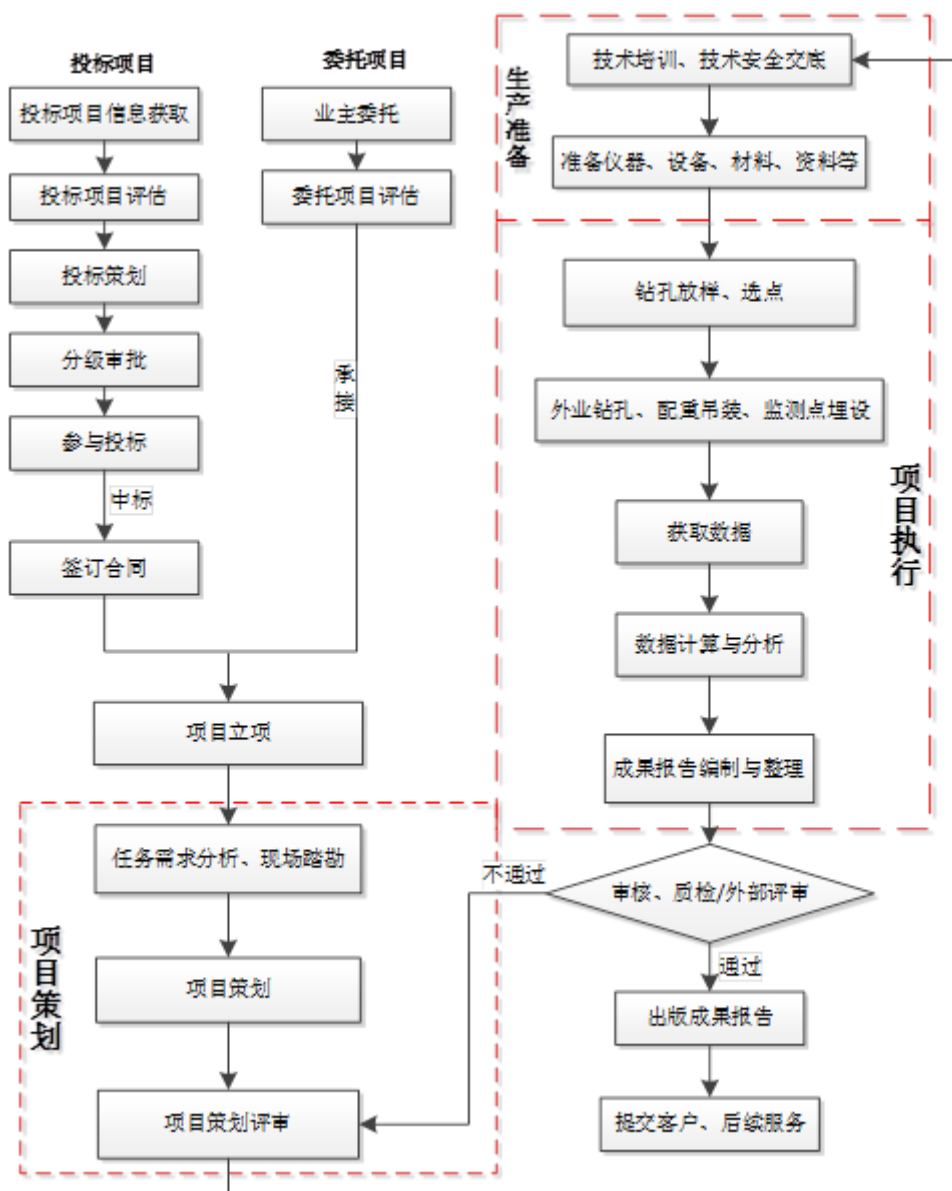 投标项目
投标项目信息获取
投标项目评估
投标策划
分级审批
参与投标
中标
签订合同
委托项目
业主委托
委托项目评估
承
接
项目立项
项目策划
任务需求分析、现场踏勘
项目策划
项目策划评审
生产准备
技术培训、技术安全交底
准备仪器、设备、材料、资料等
项目执行
钻孔放样、选点
外业钻孔、配重吊装、监测点埋设
获取数据
数据计算与分析
成果报告编制与整理
审核、质检/外部评审
不通过
通过
出版成果报告
提交客户、后续服务